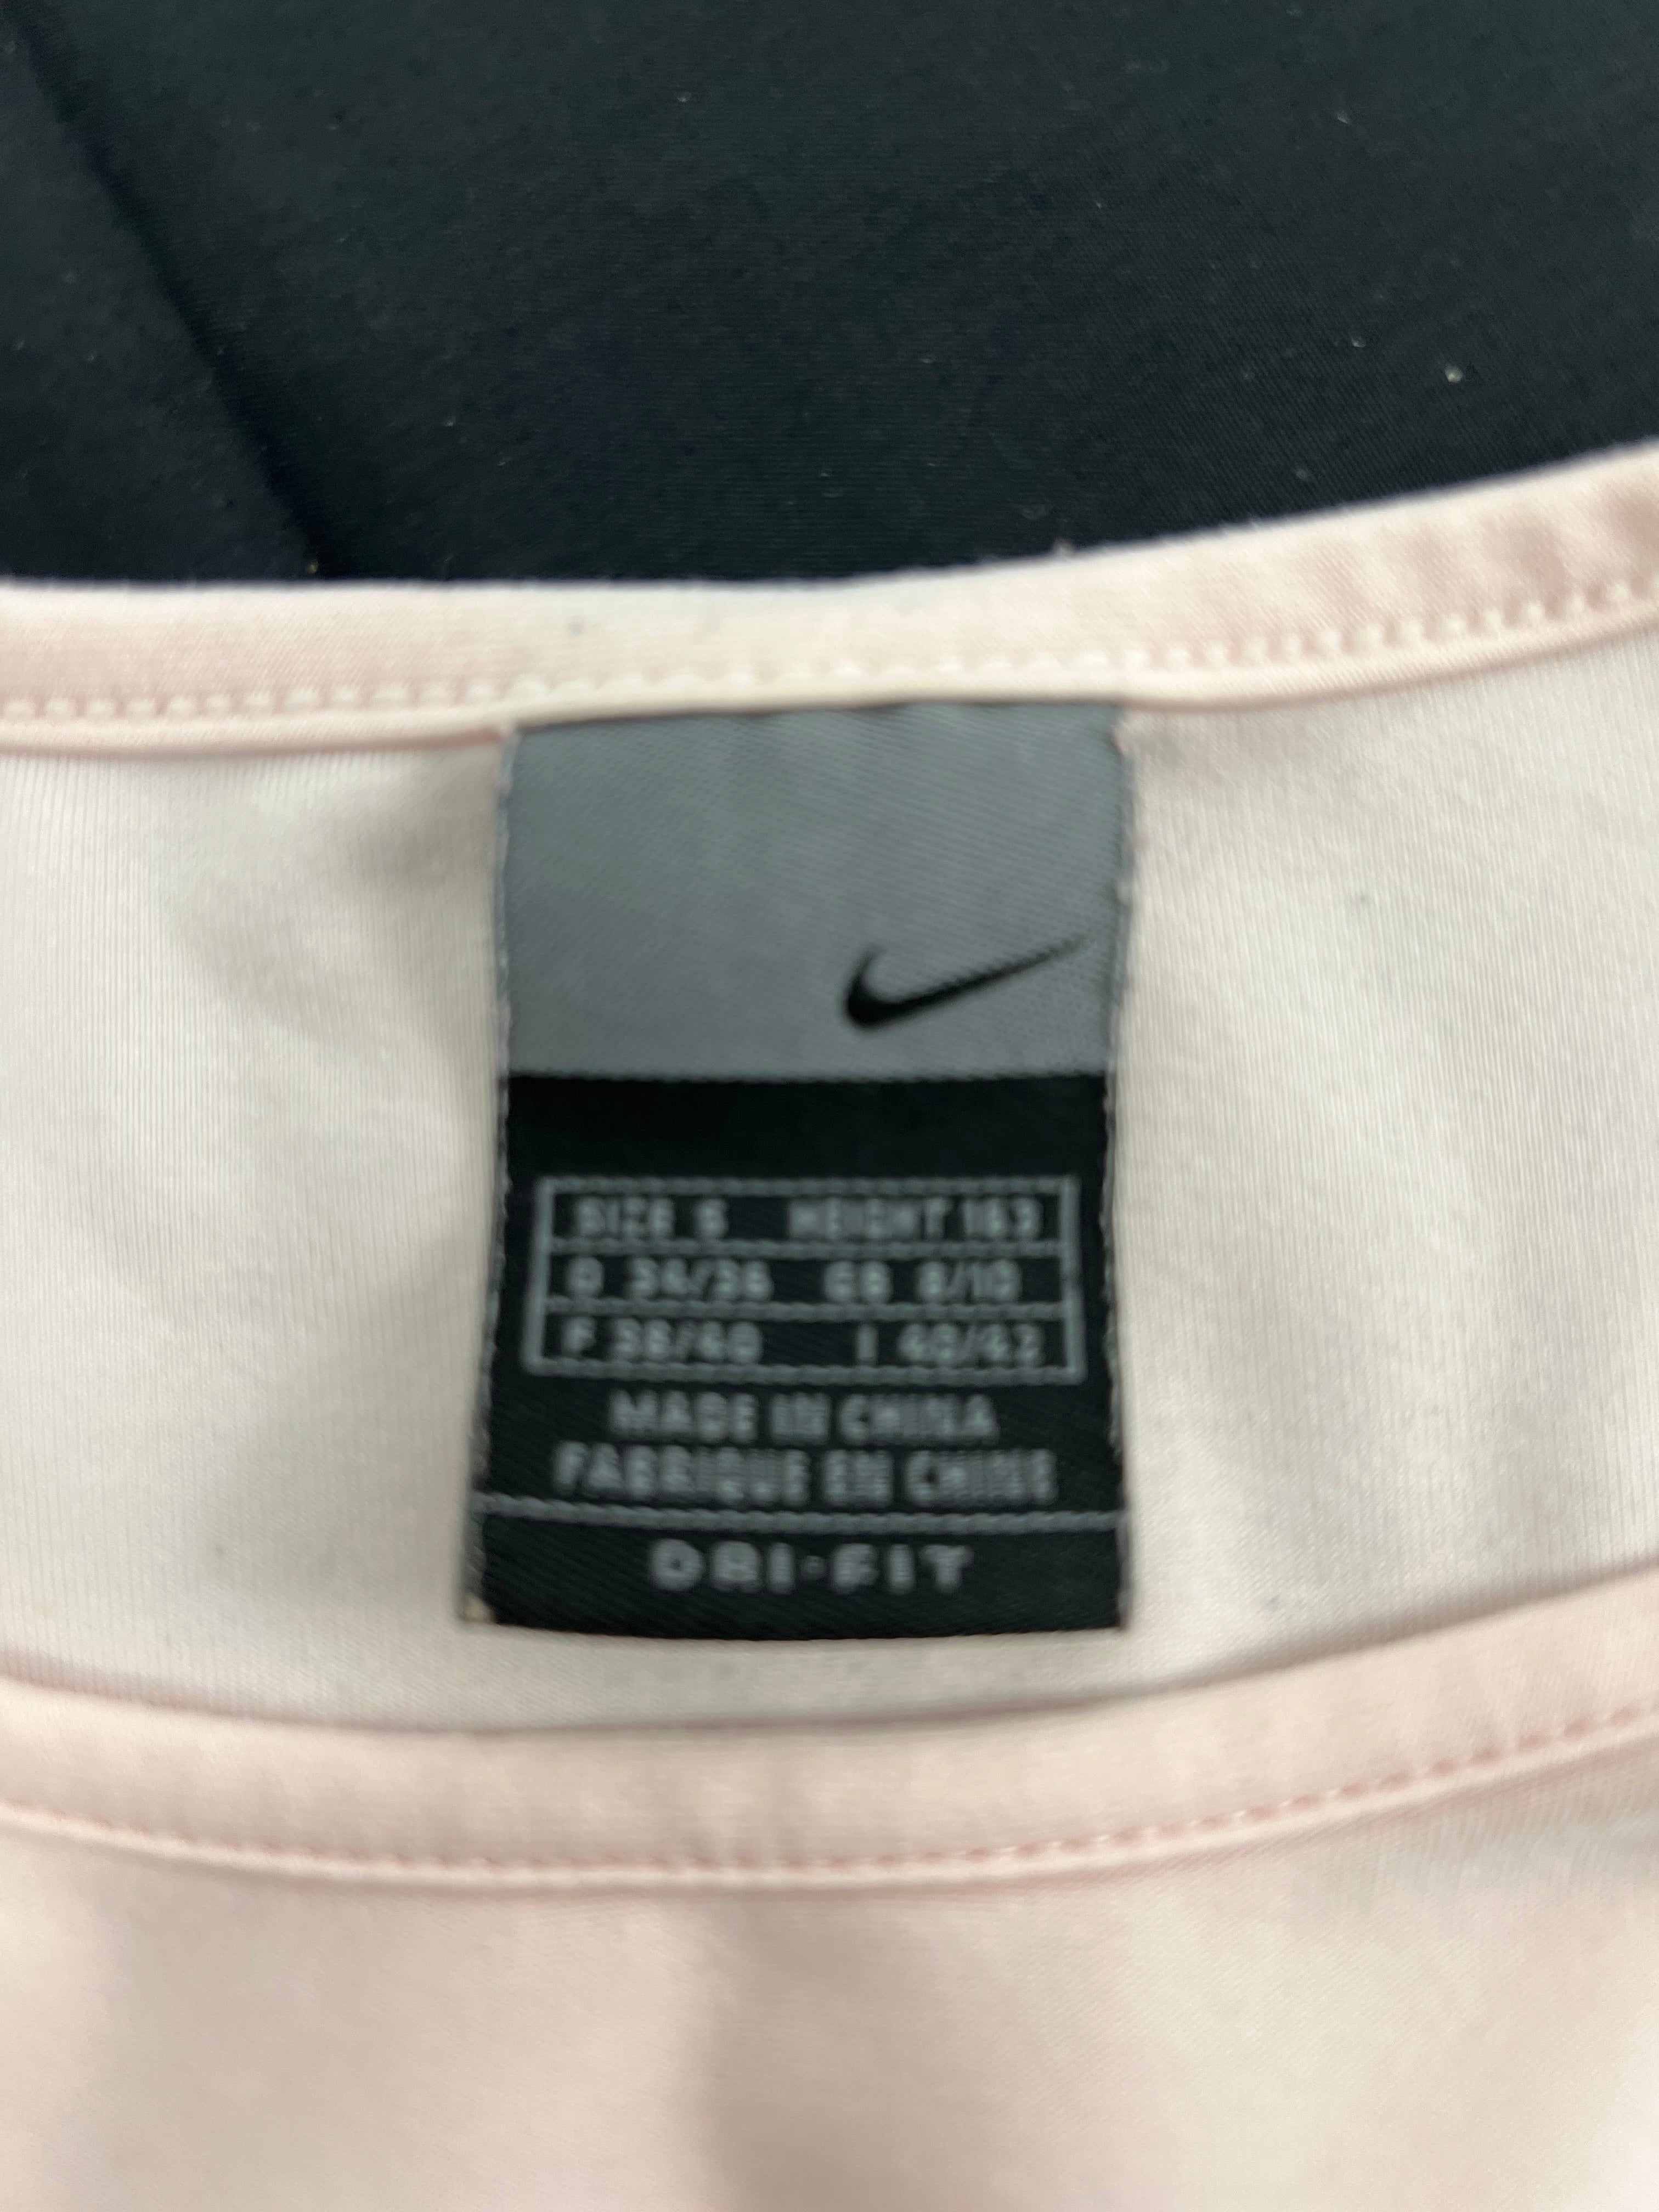 SIZE S HEIGHT 163
D 34/36 GB 8/10
F 38/40 I 40/42
MADE IN CHINA
FABRIQUE EN CHINE
DRI-FIT